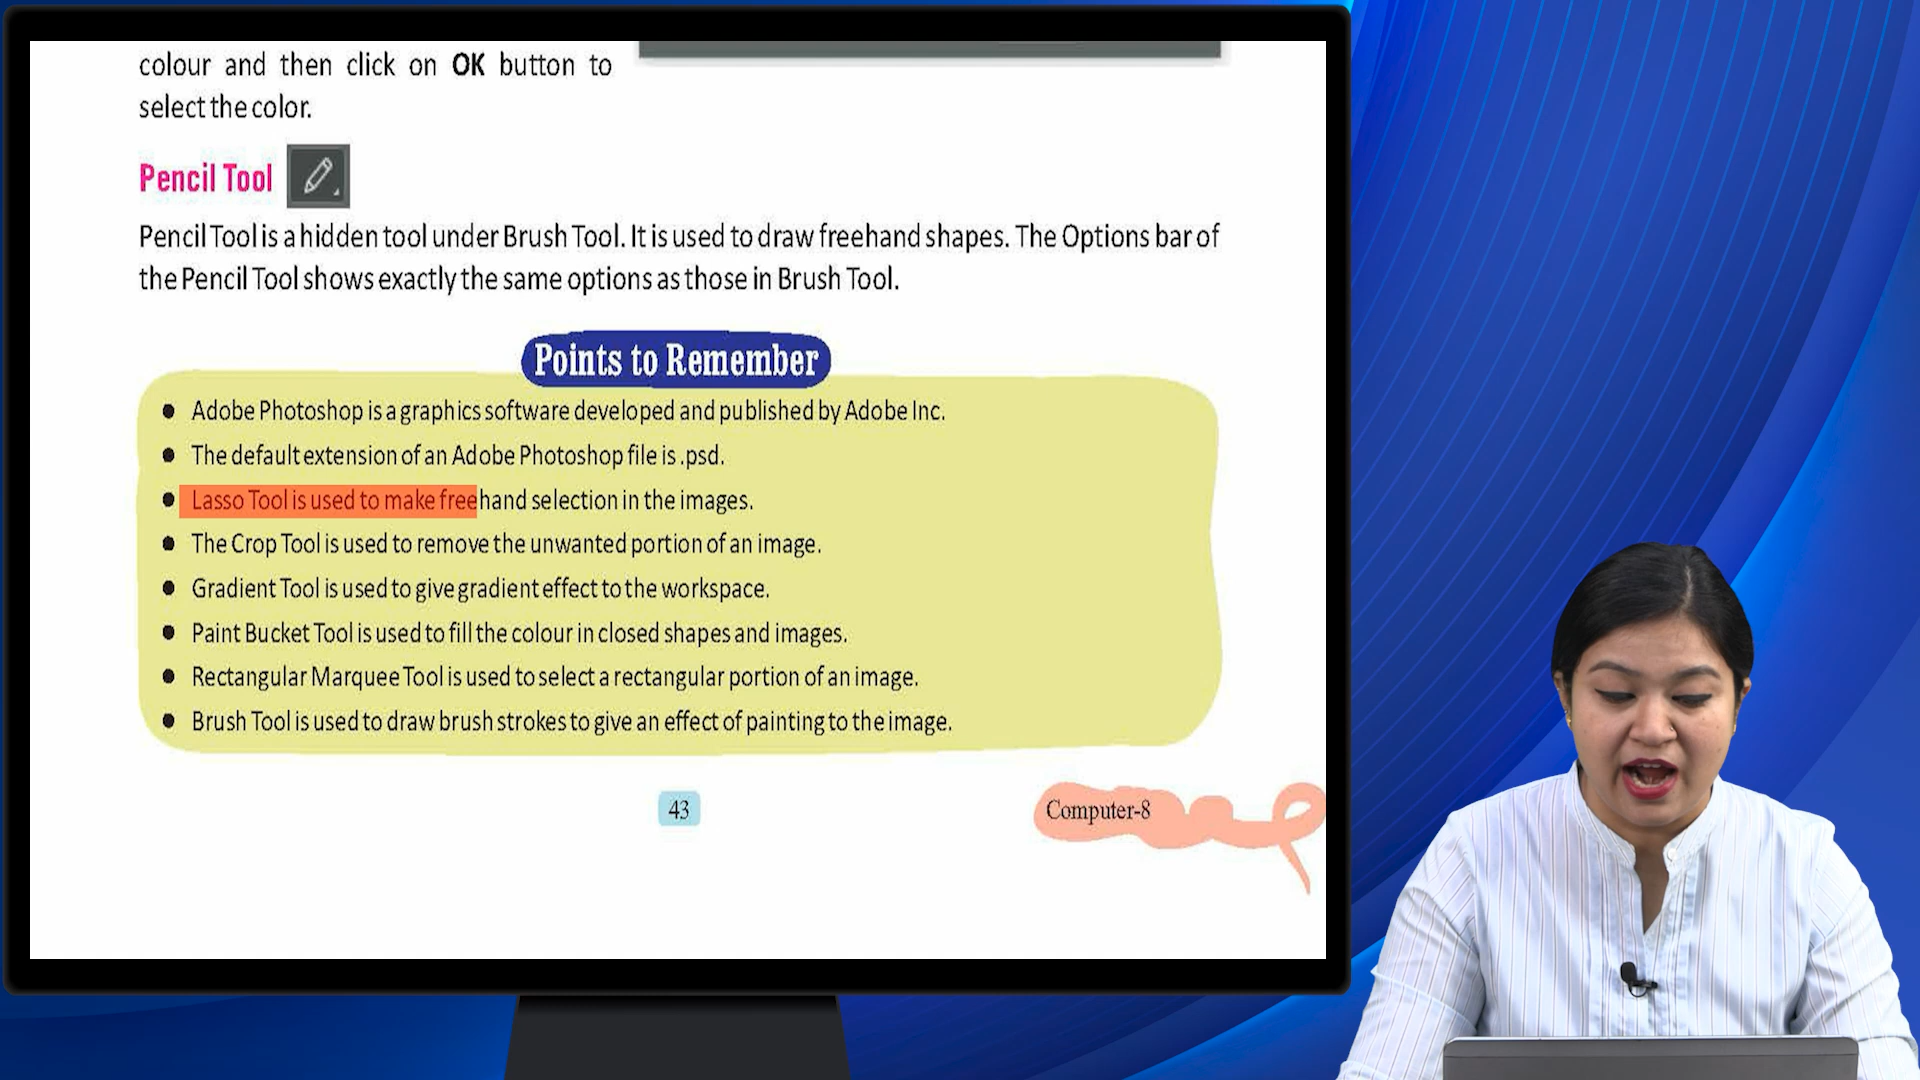 colour and then click on OK button to
select the color.
Pencil Tool
Pencil Tool is a hidden tool under Brush Tool. It is used to draw freehand shapes. The Options bar of
the Pencil Tool shows exactly the same options as those in Brush Tool.
Points to Remember
● Adobe Photoshop is a graphics software developed and published by Adobe Inc.
● The default extension of an Adobe Photoshop file is .psd.
● Lasso Tool is used to make freehand selection in the images.
● The Crop Tool is used to remove the unwanted portion of an image.
● Gradient Tool is used to give gradient effect to the workspace.
● Paint Bucket Tool is used to fill the colour in closed shapes and images.
● Rectangular Marquee Tool is used to select a rectangular portion of an image.
● Brush Tool is used to draw brush strokes to give an effect of painting to the image.
43
Computer-8